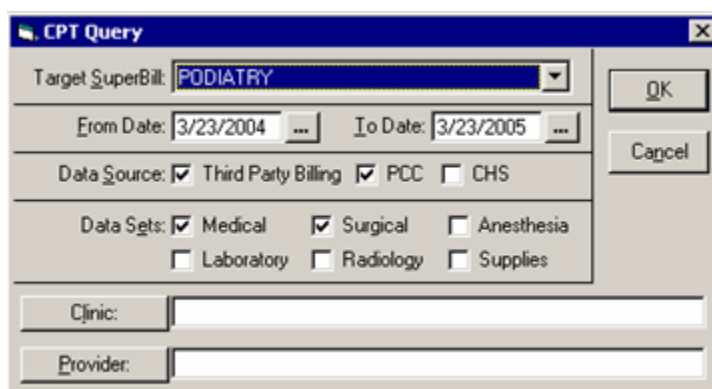 CPT Query
Target SuperBill: PODIATRY
OK
From Date: 3/23/2004 ... To Date: 3/23/2005 ...
Cancel
Data Source: Third Party Billing PCC CHS
Data Sets: Medical Surgical Anesthesia
Laboratory Radiology Supplies
Clinic:
Provider: